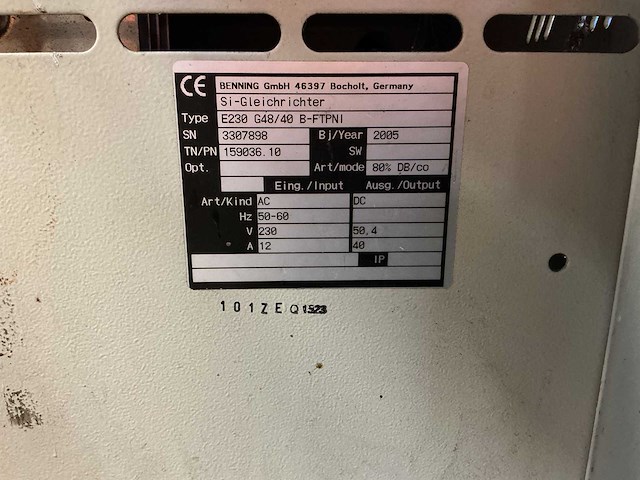 CE BENNING GmbH 46397 Bocholt, Germany
Si-Gleichrichter
Type E230 G48/40 B-FTPNI
SN 3307898 Bj/Year 2005
TN/PN 159036.10 SW
Opt. Art/mode 80% DB/co
Eing./Input Ausg./Output
Art/Kind AC DC
Hz 50-60
V 230 50,4
A 12 40
IP
101ZE Q